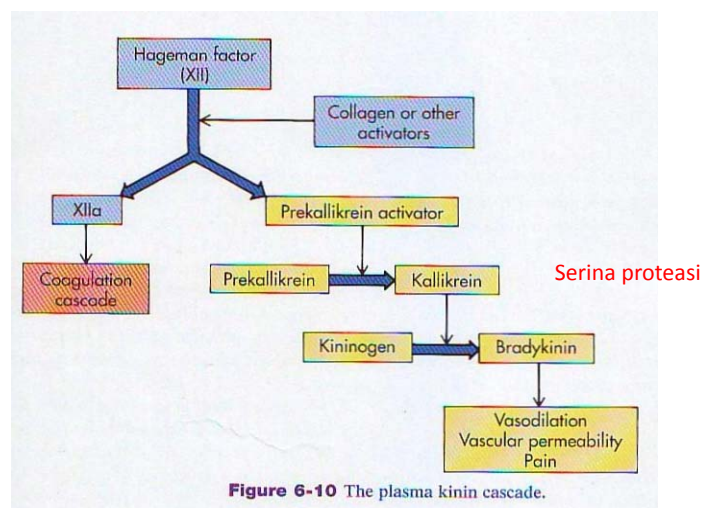 Hageman factor
(XII)
Collagen or other
activators
XIIa
Prekallikrein activator
Coagulation
cascade
Prekallikrein
Kallikrein
Serina proteasi
Kininogen
Bradykinin
Vasodilation
Vascular permeability
Pain
Figure 6-10 The plasma kinin cascade.